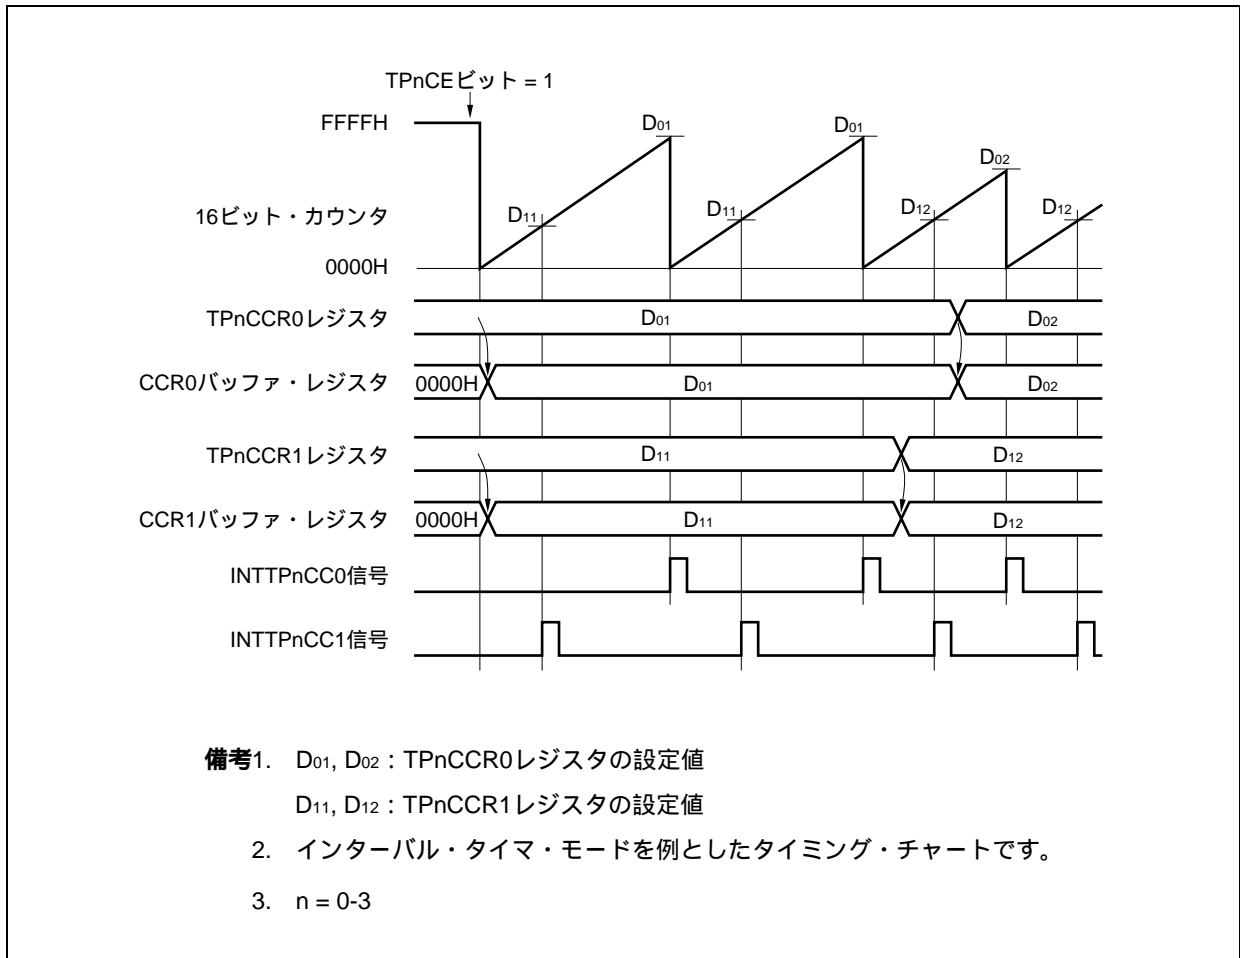 TPnCEビット = 1
FFFFH
D01 D01
D02
16ビット・カウンタ
D11 D11 D12 D12
0000H
TPnCCR0レジスタ D01 D02
CCR0バッファ・レジスタ 0000H D01 D02
TPnCCR1レジスタ D11 D12
CCR1バッファ・レジスタ 0000H D11 D12
INTTPnCC0信号
INTTPnCC1信号
備考1. D01, D02：TPnCCR0レジスタの設定値
D11, D12：TPnCCR1レジスタの設定値
2. インターバル・タイマ・モードを例としたタイミング・チャートです。
3. n = 0-3